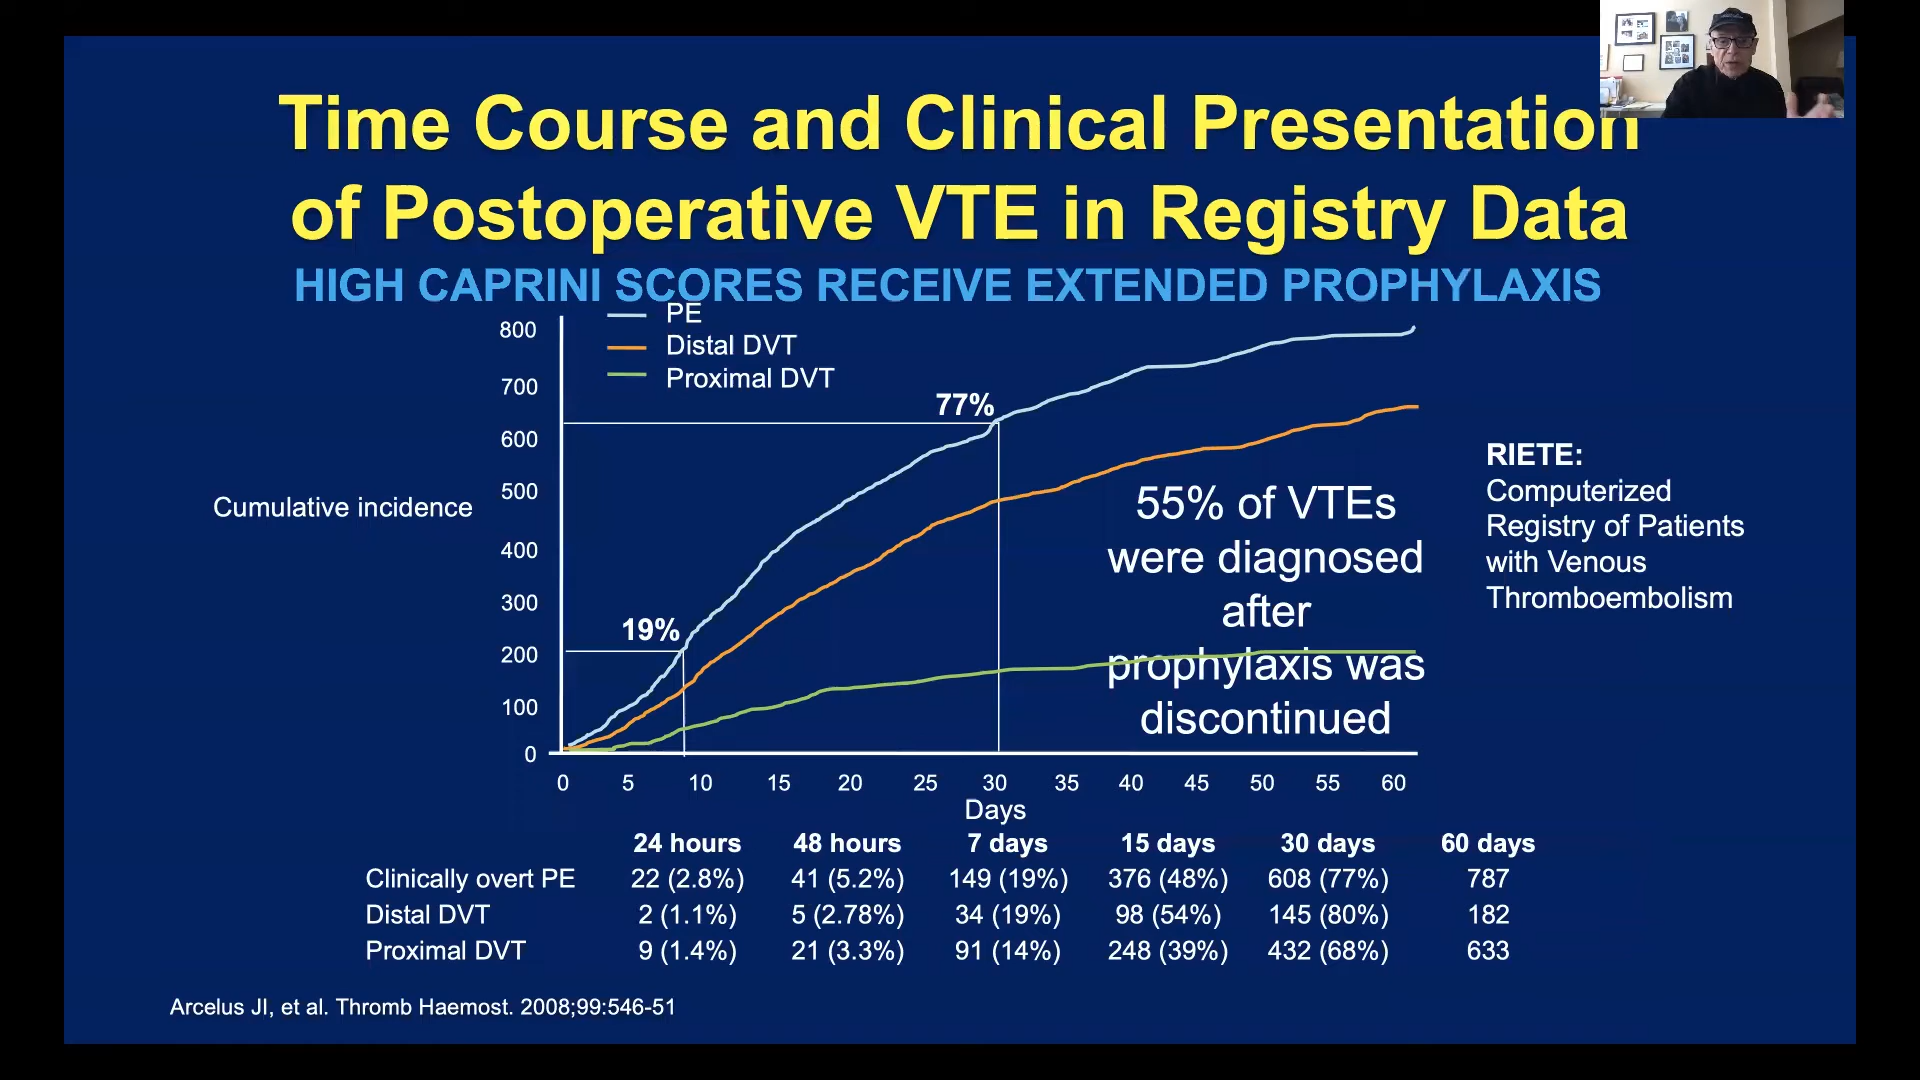 Time Course and Clinical Presentation
of Postoperative VTE in Registry Data
HIGH CAPRINI SCORES RECEIVE EXTENDED PROPHYLAXIS
PE
Distal DVT
Proximal DVT
800
700
600
500
400
300
200
100
0
Cumulative incidence
77%
19%
55% of VTEs
were diagnosed
after
prophylaxis was
discontinued
RIETE:
Computerized
Registry of Patients
with Venous
Thromboembolism
0 5 10 15 20 25 30 35 40 45 50 55 60
Days
24 hours 48 hours 7 days 15 days 30 days 60 days
Clinically overt PE 22 (2.8%) 41 (5.2%) 149 (19%) 376 (48%) 608 (77%) 787
Distal DVT 2 (1.1%) 5 (2.78%) 34 (19%) 98 (54%) 145 (80%) 182
Proximal DVT 9 (1.4%) 21 (3.3%) 91 (14%) 248 (39%) 432 (68%) 633
Arcelus JI, et al. Thromb Haemost. 2008;99:546-51